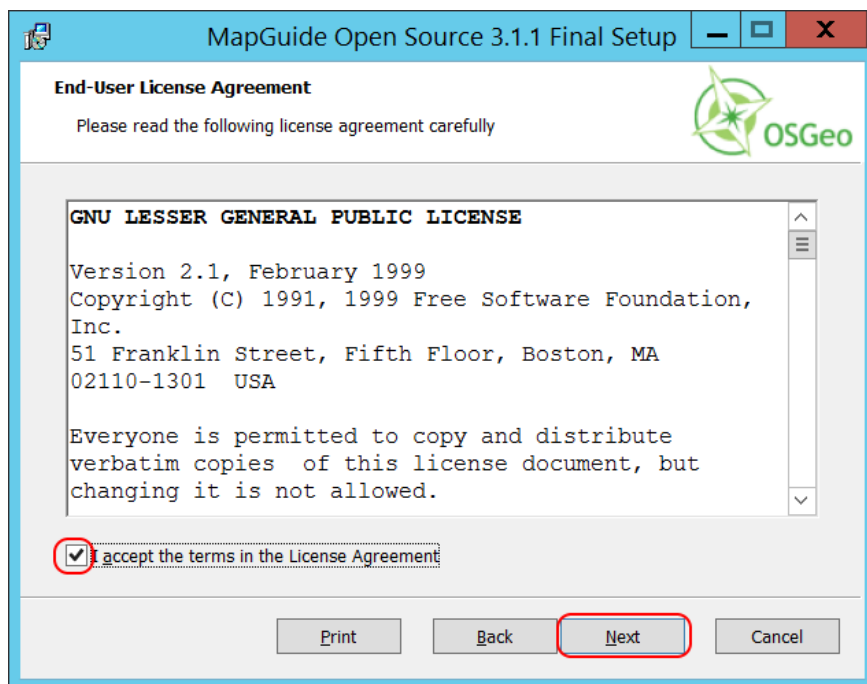 MapGuide Open Source 3.1.1 Final Setup
End-User License Agreement
Please read the following license agreement carefully
OSGeo
GNU LESSER GENERAL PUBLIC LICENSE
Version 2.1, February 1999
Copyright (C) 1991, 1999 Free Software Foundation,
Inc.
51 Franklin Street, Fifth Floor, Boston, MA
02110-1301  USA
Everyone is permitted to copy and distribute
verbatim copies  of this license document, but
changing it is not allowed.
I accept the terms in the License Agreement
Print Back Next Cancel